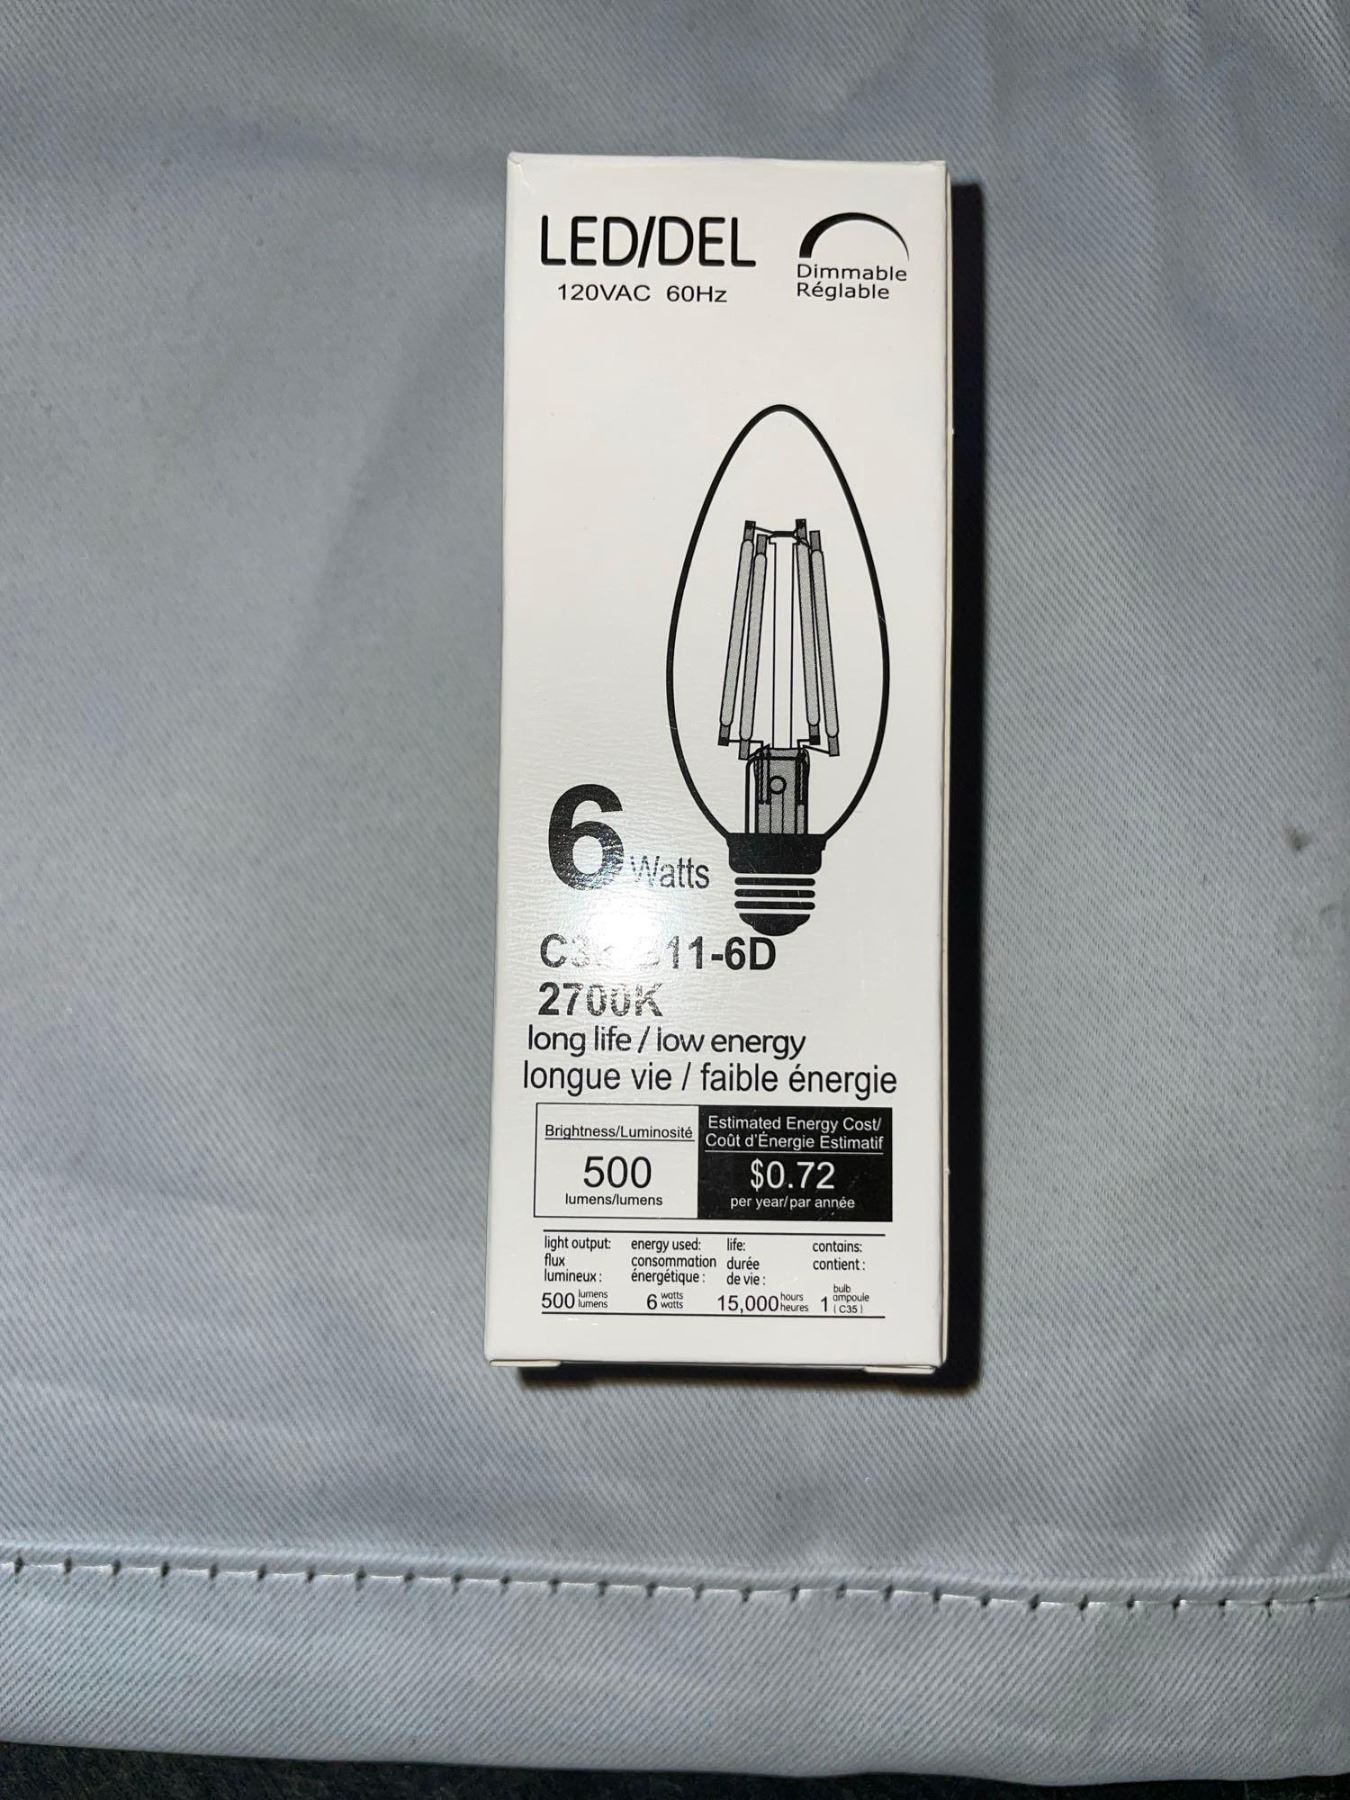 LED/DEL
120VAC 60Hz
Dimmable
Réglable
6 Watts
2700K
long life / low energy
longue vie / faible énergie
Brightness/Luminosité
500
lumens/lumens
Estimated Energy Cost/
Coût d'Énergie Estimatif
$0.72
per year/par année
light output:
flux
lumineux :
500 lumens
lumens
energy used:
consommation
énergétique :
6 watts
watts
life:
durée
de vie :
15,000 hours
heures
contains:
contient :
1 bulb
ampoule
(C35)